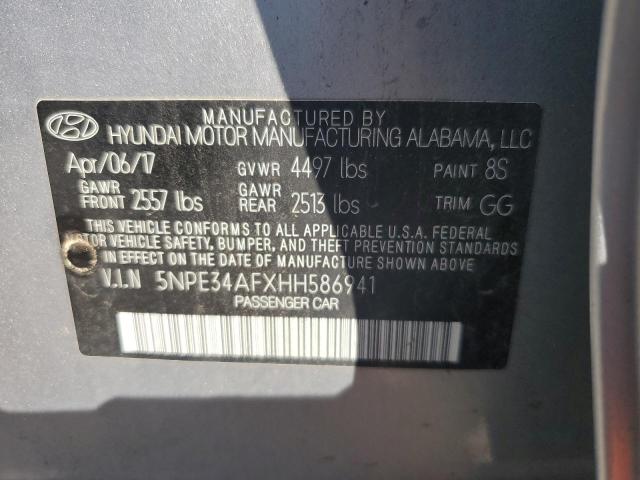 MANUFACTURED BY
HYUNDAI MOTOR MANUFACTURING ALABAMA, LLC
Apr/06/17 GVWR 4497 lbs PAINT 8S
GAWR FRONT 2557 lbs GAWR REAR 2513 lbs TRIM GG
THIS VEHICLE CONFORMS TO ALL APPLICABLE U.S.A. FEDERAL
MOTOR VEHICLE SAFETY, BUMPER, AND THEFT PREVENTION
STANDARDS IN EFFECT ON THE DATE OF MANUFACTURE SHOWN ABOVE.
V.I.N 5NPE34AFXHH586941
PASSENGER CAR